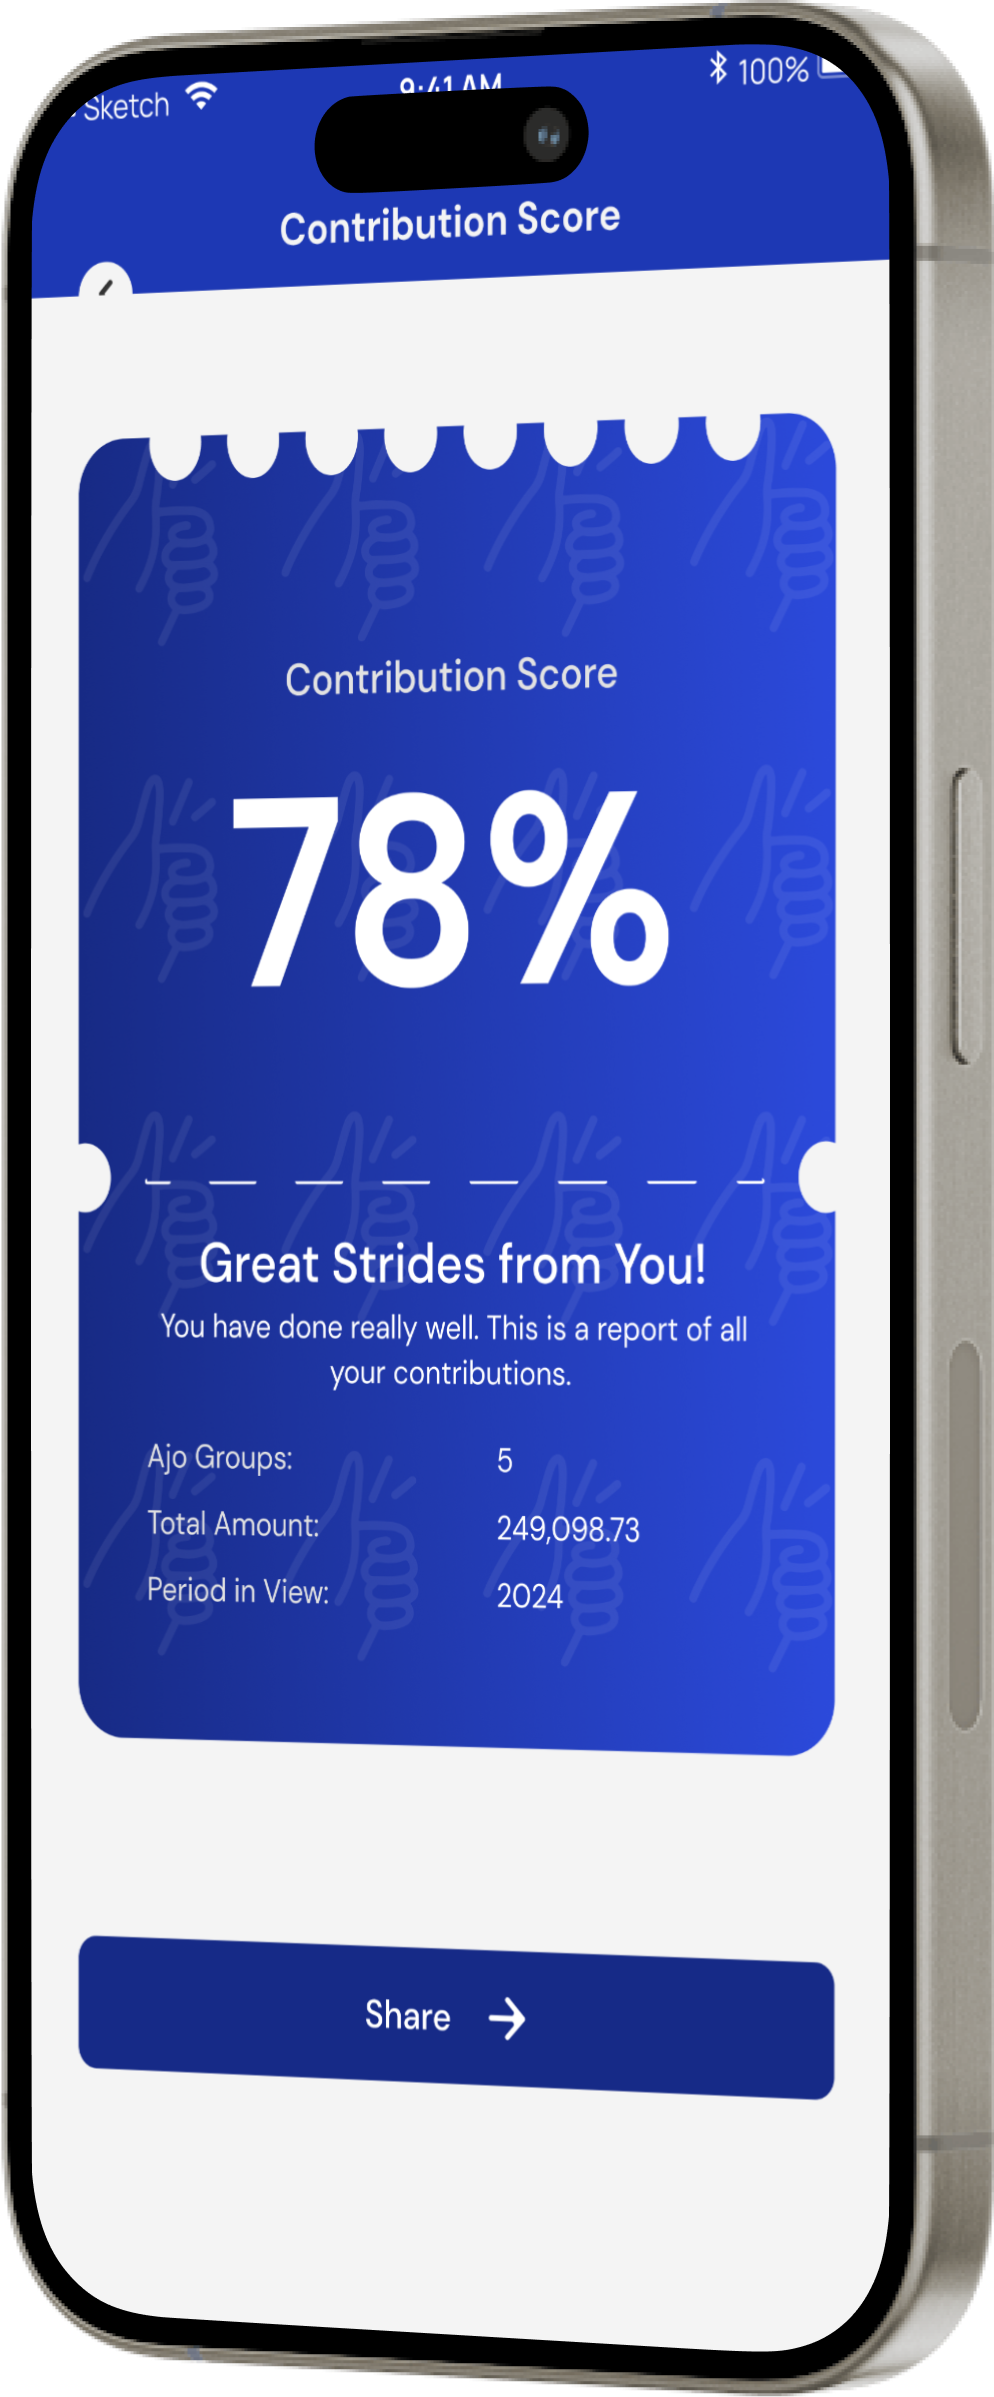 Sketch
9:41 AM
100%
Contribution Score
Contribution Score
78%
Great Strides from You!
You have done really well. This is a report of all
your contributions.
Ajo Groups: 5
Total Amount: 249,098.73
Period in View: 2024
Share